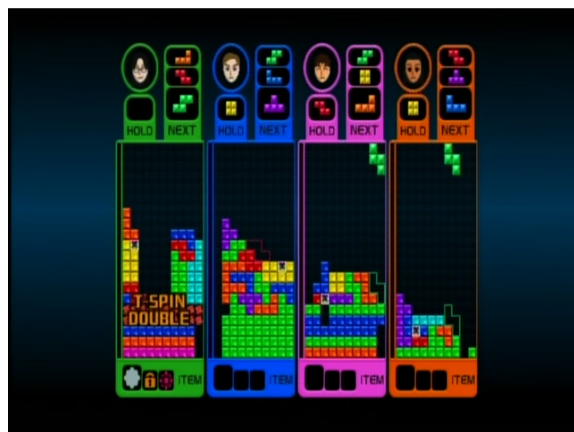 HOLD NEXT HOLD NEXT HOLD NEXT HOLD NEXT
T-SPIN
DOUBLE
ITEM ITEM ITEM ITEM